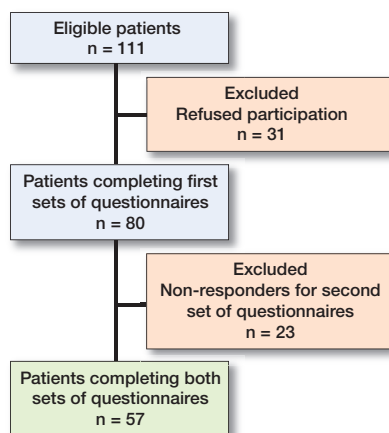 Eligible patients
n = 111
Excluded
Refused participation
n = 31
Patients completing first
sets of questionnaires
n = 80
Excluded
Non-responders for second
set of questionnaires
n = 23
Patients completing both
sets of questionnaires
n = 57